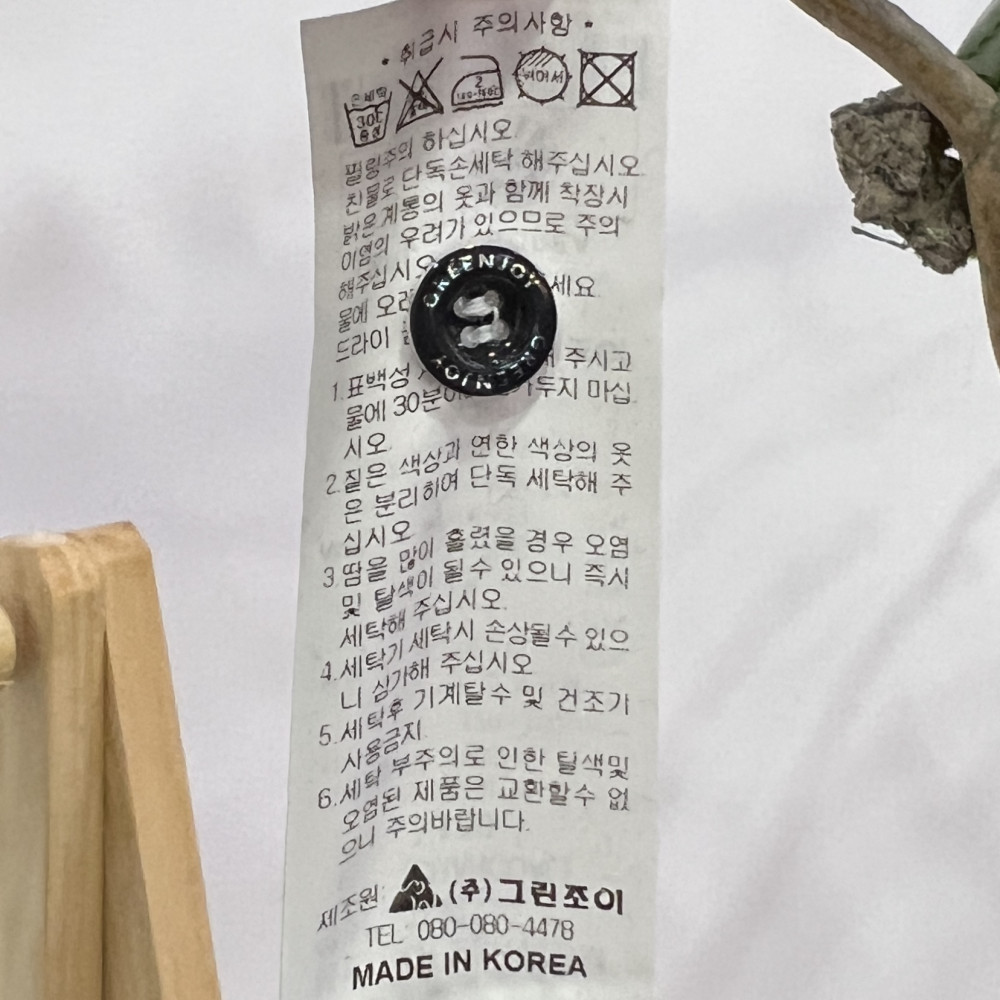 • 취급시 주의사항 •
손세탁
30℃
중성
2
뉘어서
필링주의 하십시오.
찬물로 단독손세탁 해주십시오.
밝은계통의 옷과 함께 착장시
이염의 우려가 있으므로 주의
해주십시오
물에 오래 세요.
드라이
1.표백성 주시고
물에 30분 두지 마십
시오.
2.짙은 색상과 연한 색상의 옷
은 분리하여 단독 세탁해 주
십시오
3.땀을 많이 흘렸을 경우 오염
및 탈색이 될수 있으니 즉시
세탁해 주십시오.
4.세탁기 세탁시 손상될수 있으
니 삼가해 주십시오
5.세탁후 기계탈수 및 건조기
사용금지.
6.세탁 부주의로 인한 탈색및
오염된 제품은 교환할수 없
으니 주의바랍니다.
제조원: (주)그린조이
TEL: 080-080-4478
MADE IN KOREA
GREENJOY
GREENJOY